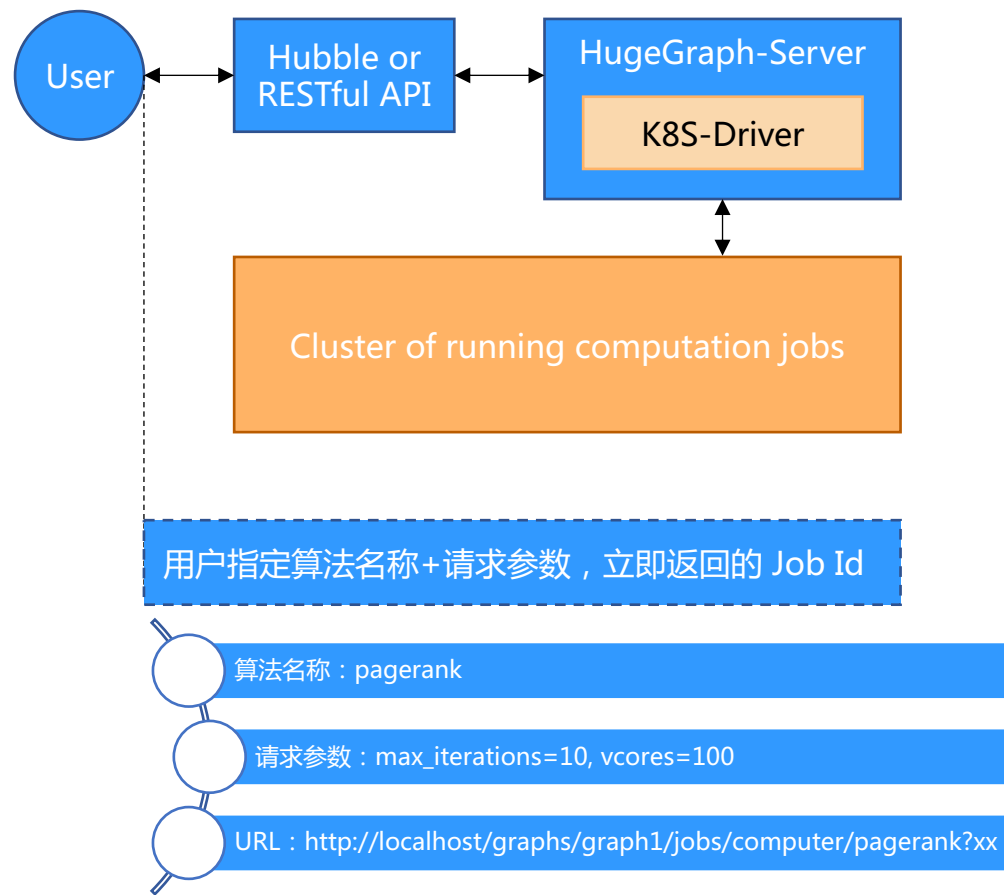 User
Hubble or
RESTful API
HugeGraph-Server
K8S-Driver
Cluster of running computation jobs
用户指定算法名称+请求参数，立即返回的 Job Id
算法名称：pagerank
请求参数：max_iterations=10, vcores=100
URL：http://localhost/graphs/graph1/jobs/computer/pagerank?xx